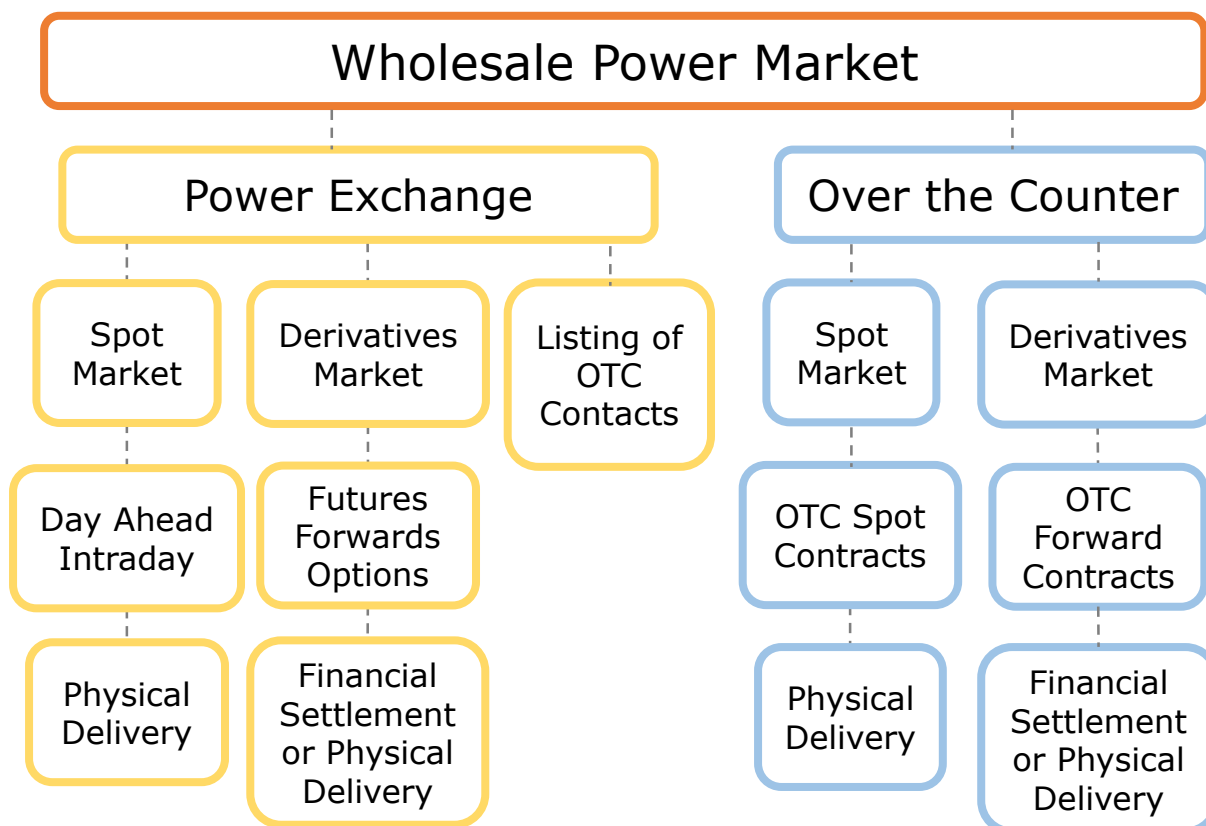 Wholesale Power Market
Power Exchange
Over the Counter
Spot
Market
Derivatives
Market
Listing of
OTC
Contacts
Spot
Market
Derivatives
Market
Day Ahead
Intraday
Futures
Forwards
Options
OTC Spot
Contracts
OTC
Forward
Contracts
Physical
Delivery
Financial
Settlement
or Physical
Delivery
Physical
Delivery
Financial
Settlement
or Physical
Delivery